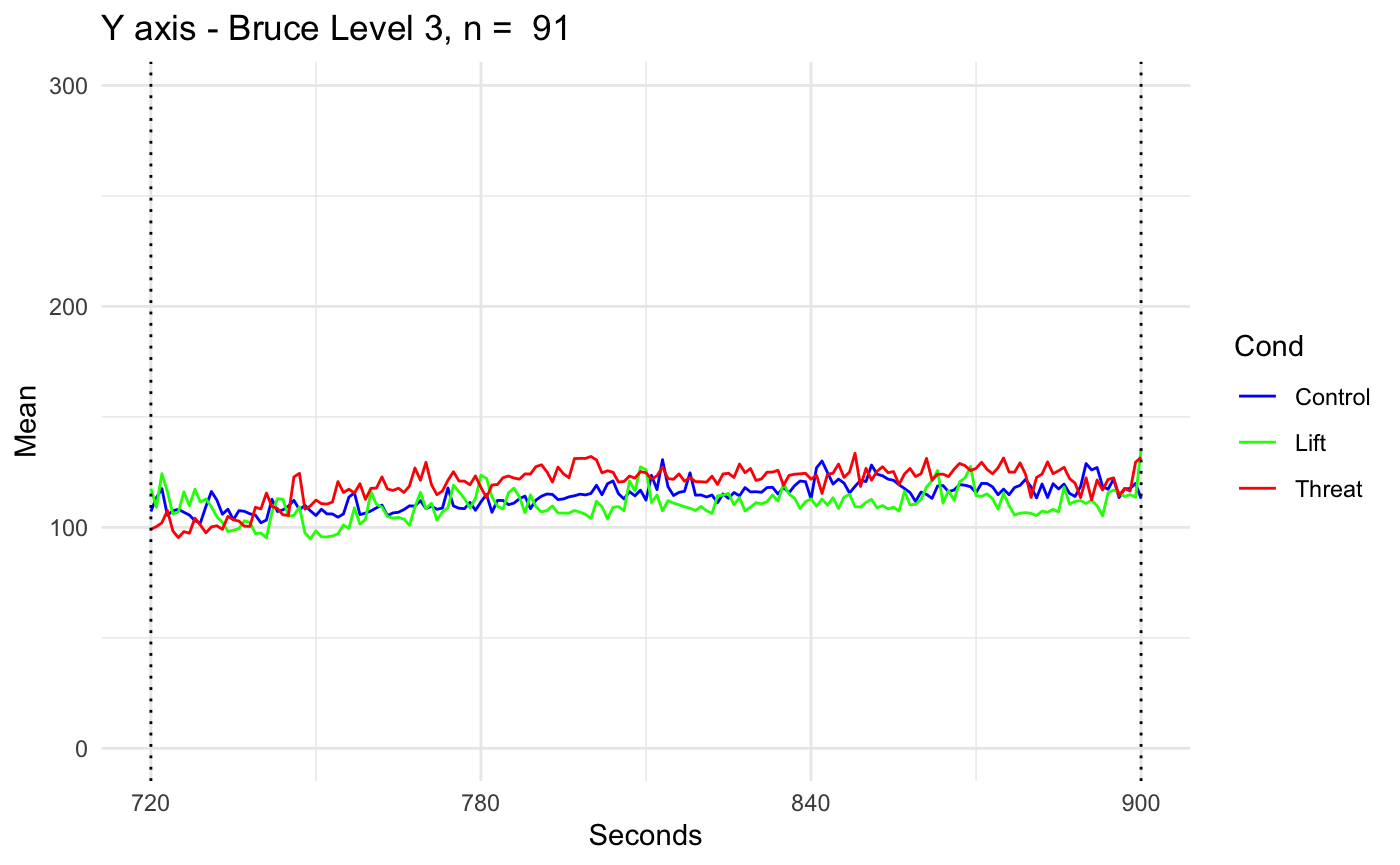 Y axis - Bruce Level 3, n =  91
300
200
100
0
Mean
720
780
840
900
Seconds
Cond
Control
Lift
Threat